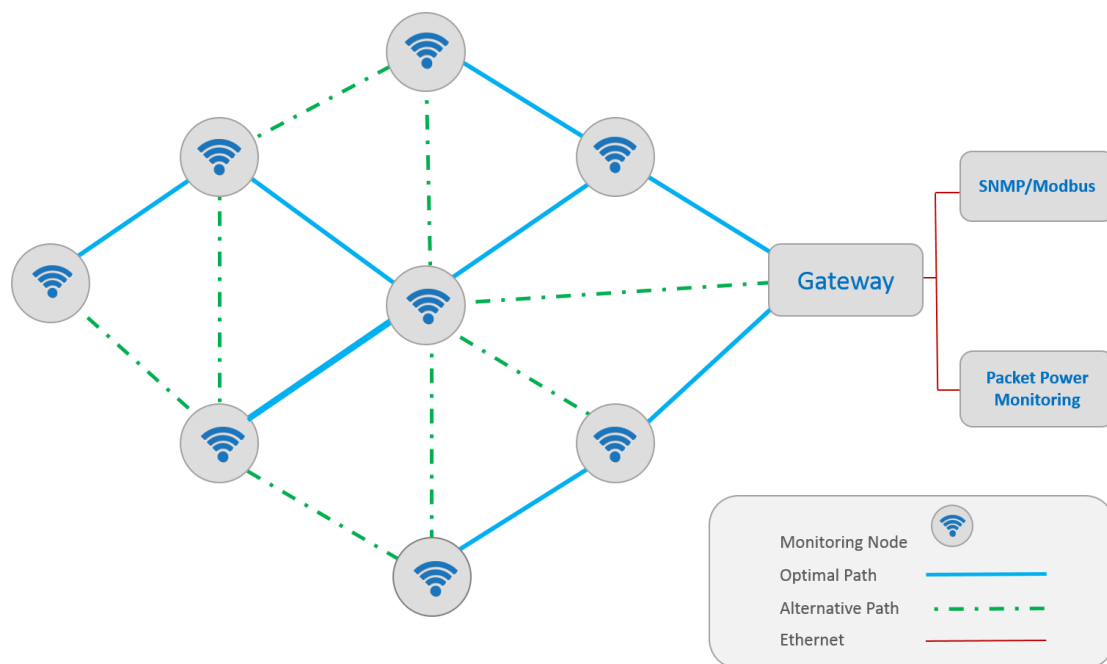 SNMP/Modbus
Gateway
Packet Power
Monitoring
Monitoring Node
Optimal Path
Alternative Path
Ethernet